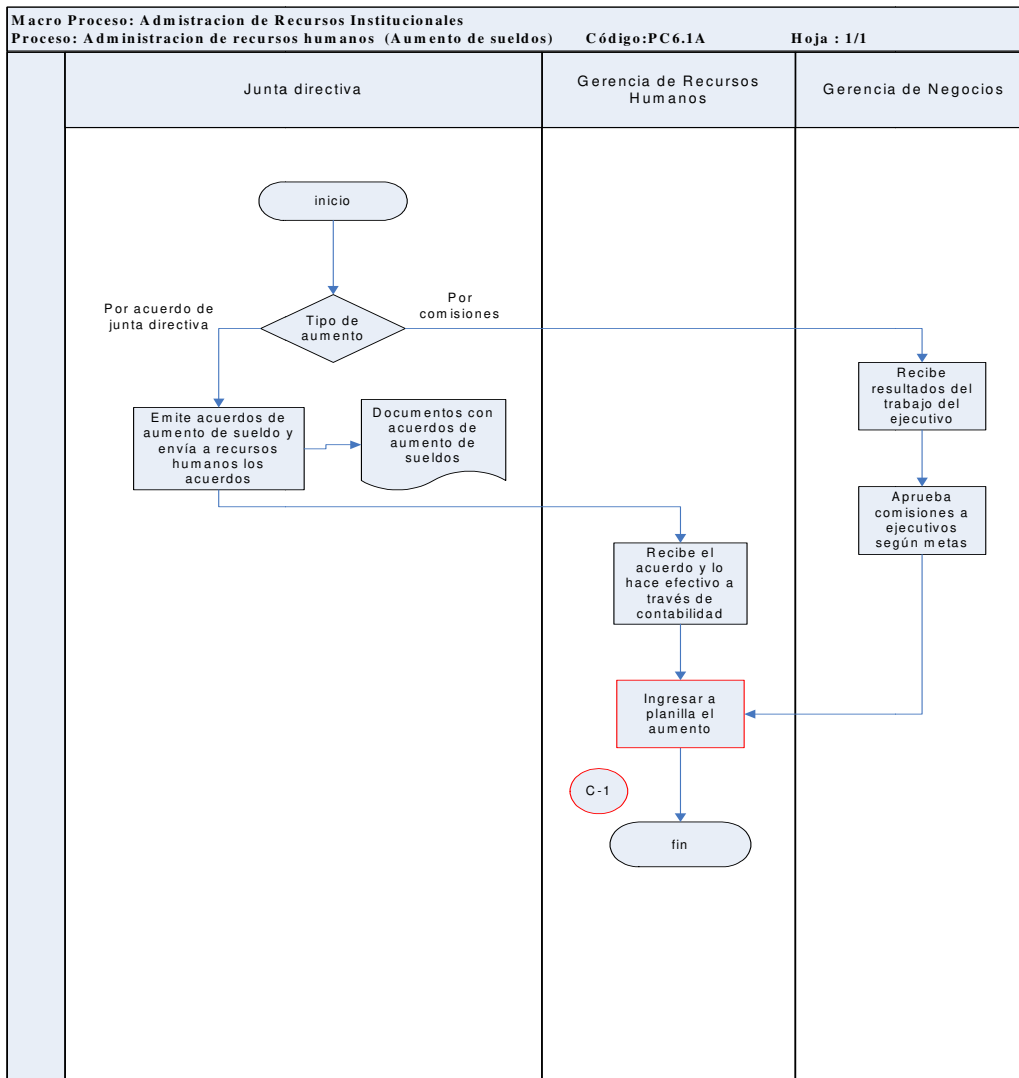 Macro Proceso: Admistracion de Recursos Institucionales
Proceso: Administracion de recursos humanos (Aumento de sueldos) Código:PC6.1A Hoja : 1/1
Junta directiva
Gerencia de Recursos
Humanos
Gerencia de Negocios
inicio
Por acuerdo de
junta directiva
Tipo de
aumento
Por
comisiones
Recibe
resultados del
trabajo del
ejecutivo
Emite acuerdos de
aumento de sueldo y
envía a recursos
humanos los
acuerdos
Documentos con
acuerdos de
aumento de
sueldos
Aprueba
comisiones a
ejecutivos
según metas
Recibe el
acuerdo y lo
hace efectivo a
través de
contabilidad
Ingresar a
planilla el
aumento
C-1
fin